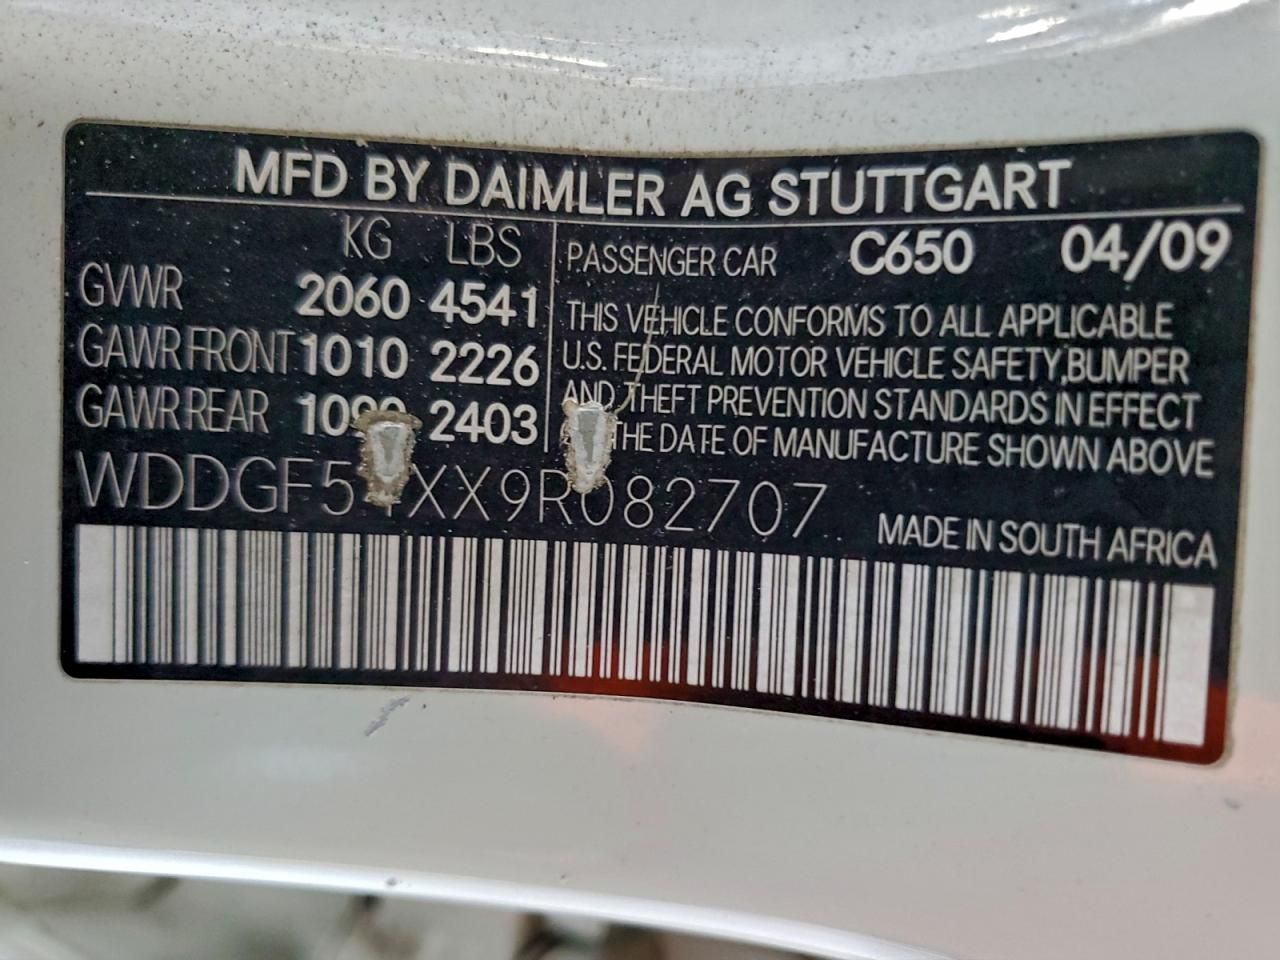 MFD BY DAIMLER AG STUTTGART
KG LBS
GVWR 2060 4541
GAWR FRONT 1010 2226
GAWR REAR 1090 2403
PASSENGER CAR C650 04/09
THIS VEHICLE CONFORMS TO ALL APPLICABLE
U.S. FEDERAL MOTOR VEHICLE SAFETY,BUMPER
AND THEFT PREVENTION STANDARDS IN EFFECT
THE DATE OF MANUFACTURE SHOWN ABOVE
WDDGF54XX9R082707
MADE IN SOUTH AFRICA